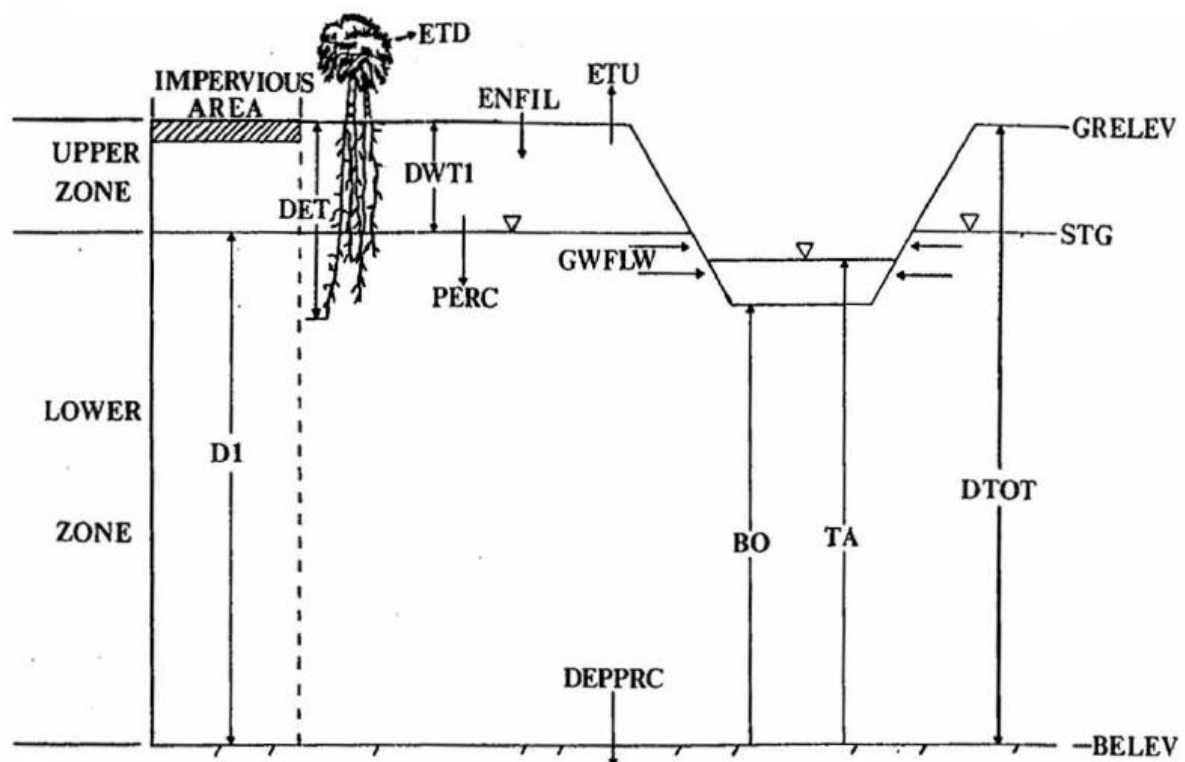 ETD
IMPERVIOUS
AREA
ETU
ENFIL
GRELEV
UPPER
ZONE
DWT1
DET
STG
GWFLW
PERC
LOWER
ZONE
D1
DTOT
BO
TA
DEPPRC
BELEV